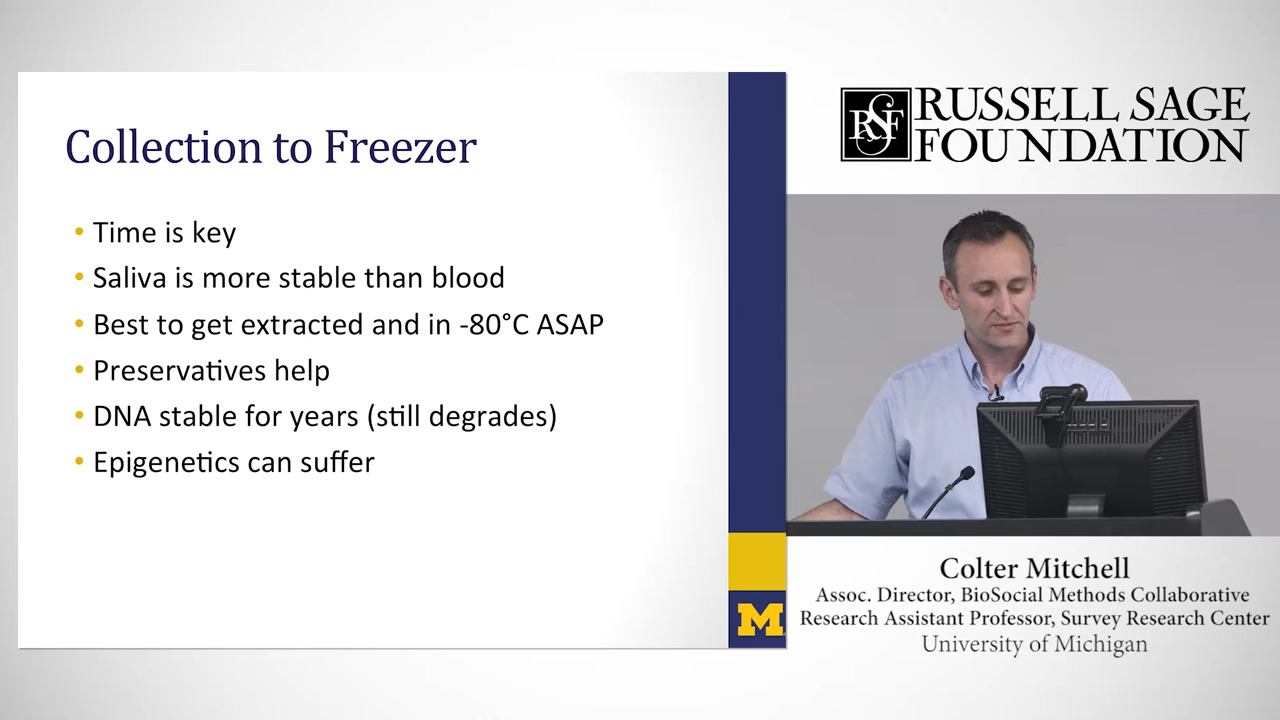 Collection to Freezer
• Time is key
• Saliva is more stable than blood
• Best to get extracted and in -80°C ASAP
• Preservatives help
• DNA stable for years (still degrades)
• Epigenetics can suffer
M
RSF
RUSSELL SAGE
FOUNDATION
Colter Mitchell
Assoc. Director, BioSocial Methods Collaborative
Research Assistant Professor, Survey Research Center
University of Michigan